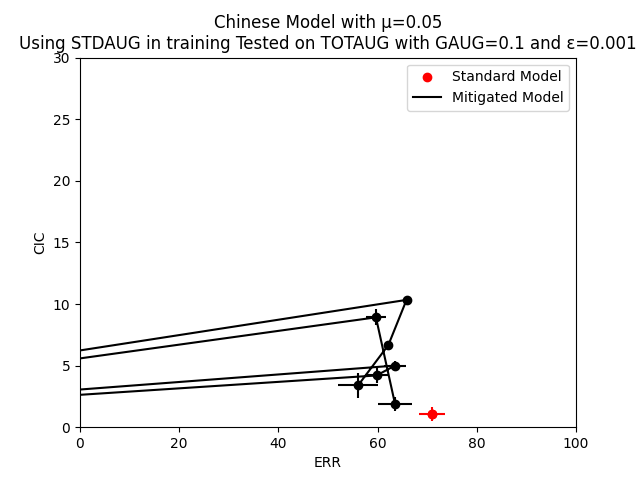 Chinese Model with μ=0.05
Using STDAUG in training Tested on TOTAUG with GAUG=0.1 and ε=0.001
Standard Model
Mitigated Model
30
25
20
15
10
5
0
CIC
0 20 40 60 80 100
ERR